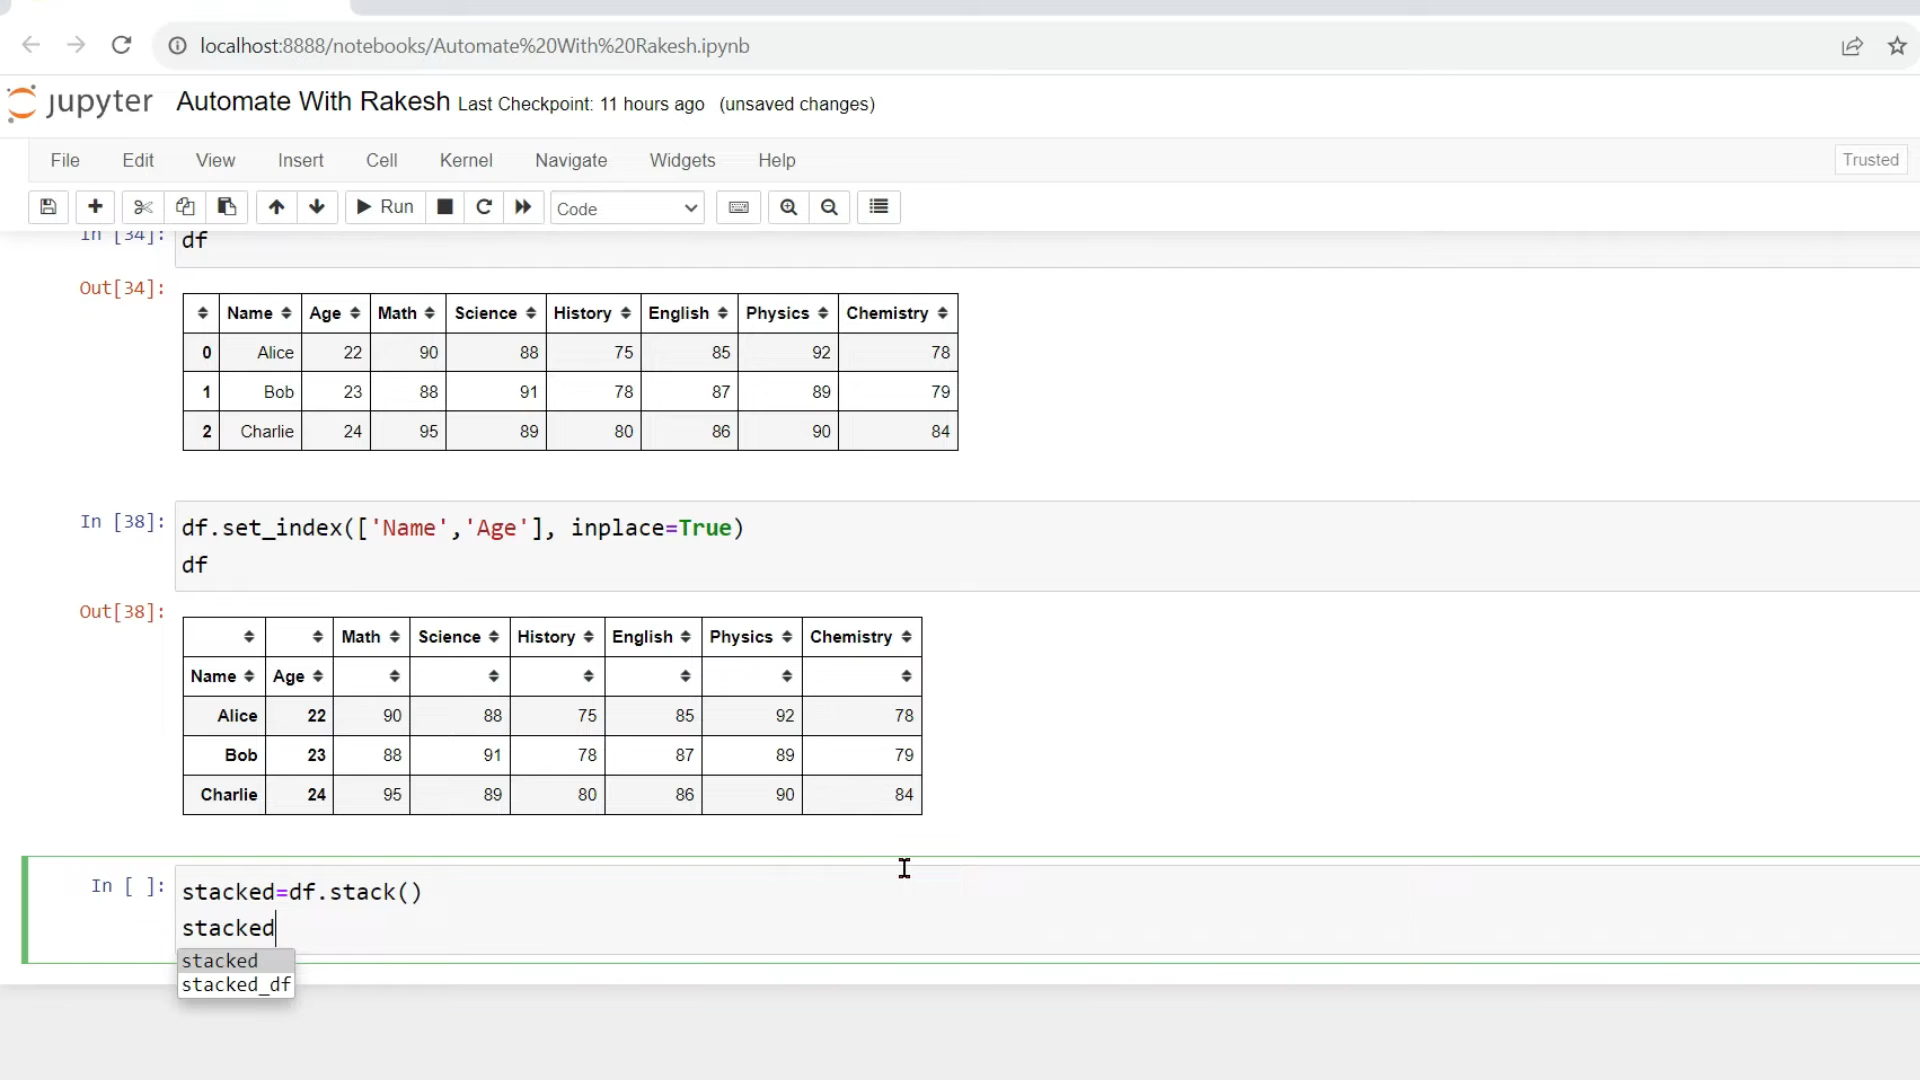 localhost:8888/notebooks/Automate%20With%20Rakesh.ipynb
jupyter Automate With Rakesh Last Checkpoint: 11 hours ago (unsaved changes)
File Edit View Insert Cell Kernel Navigate Widgets Help Trusted
Run Code
In [34]: df
Out[34]:
Name Age Math Science History English Physics Chemistry
0 Alice 22 90 88 75 85 92 78
1 Bob 23 88 91 78 87 89 79
2 Charlie 24 95 89 80 86 90 84
In [38]: df.set_index(['Name','Age'], inplace=True)
df
Out[38]:
Math Science History English Physics Chemistry
Name Age
Alice 22 90 88 75 85 92 78
Bob 23 88 91 78 87 89 79
Charlie 24 95 89 80 86 90 84
In [ ]: stacked=df.stack()
stacked
stacked
stacked_df